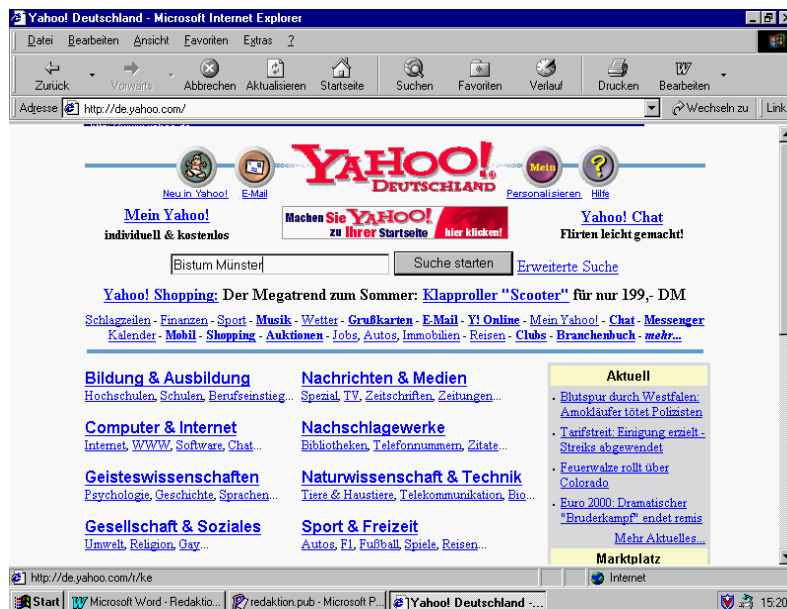 Yahoo! Deutschland - Microsoft Internet Explorer
Datei Bearbeiten Ansicht Favoriten Extras ?
Zurück Vorwärts Abbrechen Aktualisieren Startseite Suchen Favoriten Verlauf Drucken Bearbeiten
Adresse http://de.yahoo.com/ Wechseln zu Link
YAHOO!
DEUTSCHLAND
Mein ?
Neu in Yahoo! E-Mail Personalisieren Hilfe
Mein Yahoo! Machen Sie YAHOO! Yahoo! Chat
individuell & kostenlos zu Ihrer Startseite hier klicken! Flirten leicht gemacht!
Bistum Münster Suche starten Erweiterte Suche
Yahoo! Shopping: Der Megatrend zum Sommer: Klapproller "Scooter" für nur 199,- DM
Schlagzeilen - Finanzen - Sport - Musik - Wetter - Grußkarten - E-Mail - Y! Online - Mein Yahoo! - Chat - Messenger
Kalender - Mobil - Shopping - Auktionen - Jobs, Autos, Immobilien - Reisen - Clubs - Branchenbuch - mehr...
Bildung & Ausbildung
Hochschulen, Schulen, Berufseinstieg...
Computer & Internet
Internet, WWW, Software, Chat...
Geisteswissenschaften
Psychologie, Geschichte, Sprachen...
Gesellschaft & Soziales
Umwelt, Religion, Gay...
Nachrichten & Medien
Spezial, TV, Zeitschriften, Zeitungen...
Nachschlagewerke
Bibliotheken, Telefonnummern, Zitate...
Naturwissenschaft & Technik
Tiere & Haustiere, Telekommunikation, Bio...
Sport & Freizeit
Autos, F1, Fußball, Spiele, Reisen...
Aktuell
· Blutspur durch Westfalen:
Amokläufer tötet Polizisten
· Tarifstreit: Einigung erzielt -
Streiks abgewendet
· Feuerwalze rollt über
Colorado
· Euro 2000: Dramatischer
"Bruderkampf" endet remis
Mehr Aktuelles...
Marktplatz
http://de.yahoo.com/r/ke Internet
Start Microsoft Word - Redaktio... redaktion.pub - Microsoft P... Yahoo! Deutschland -... 15:20